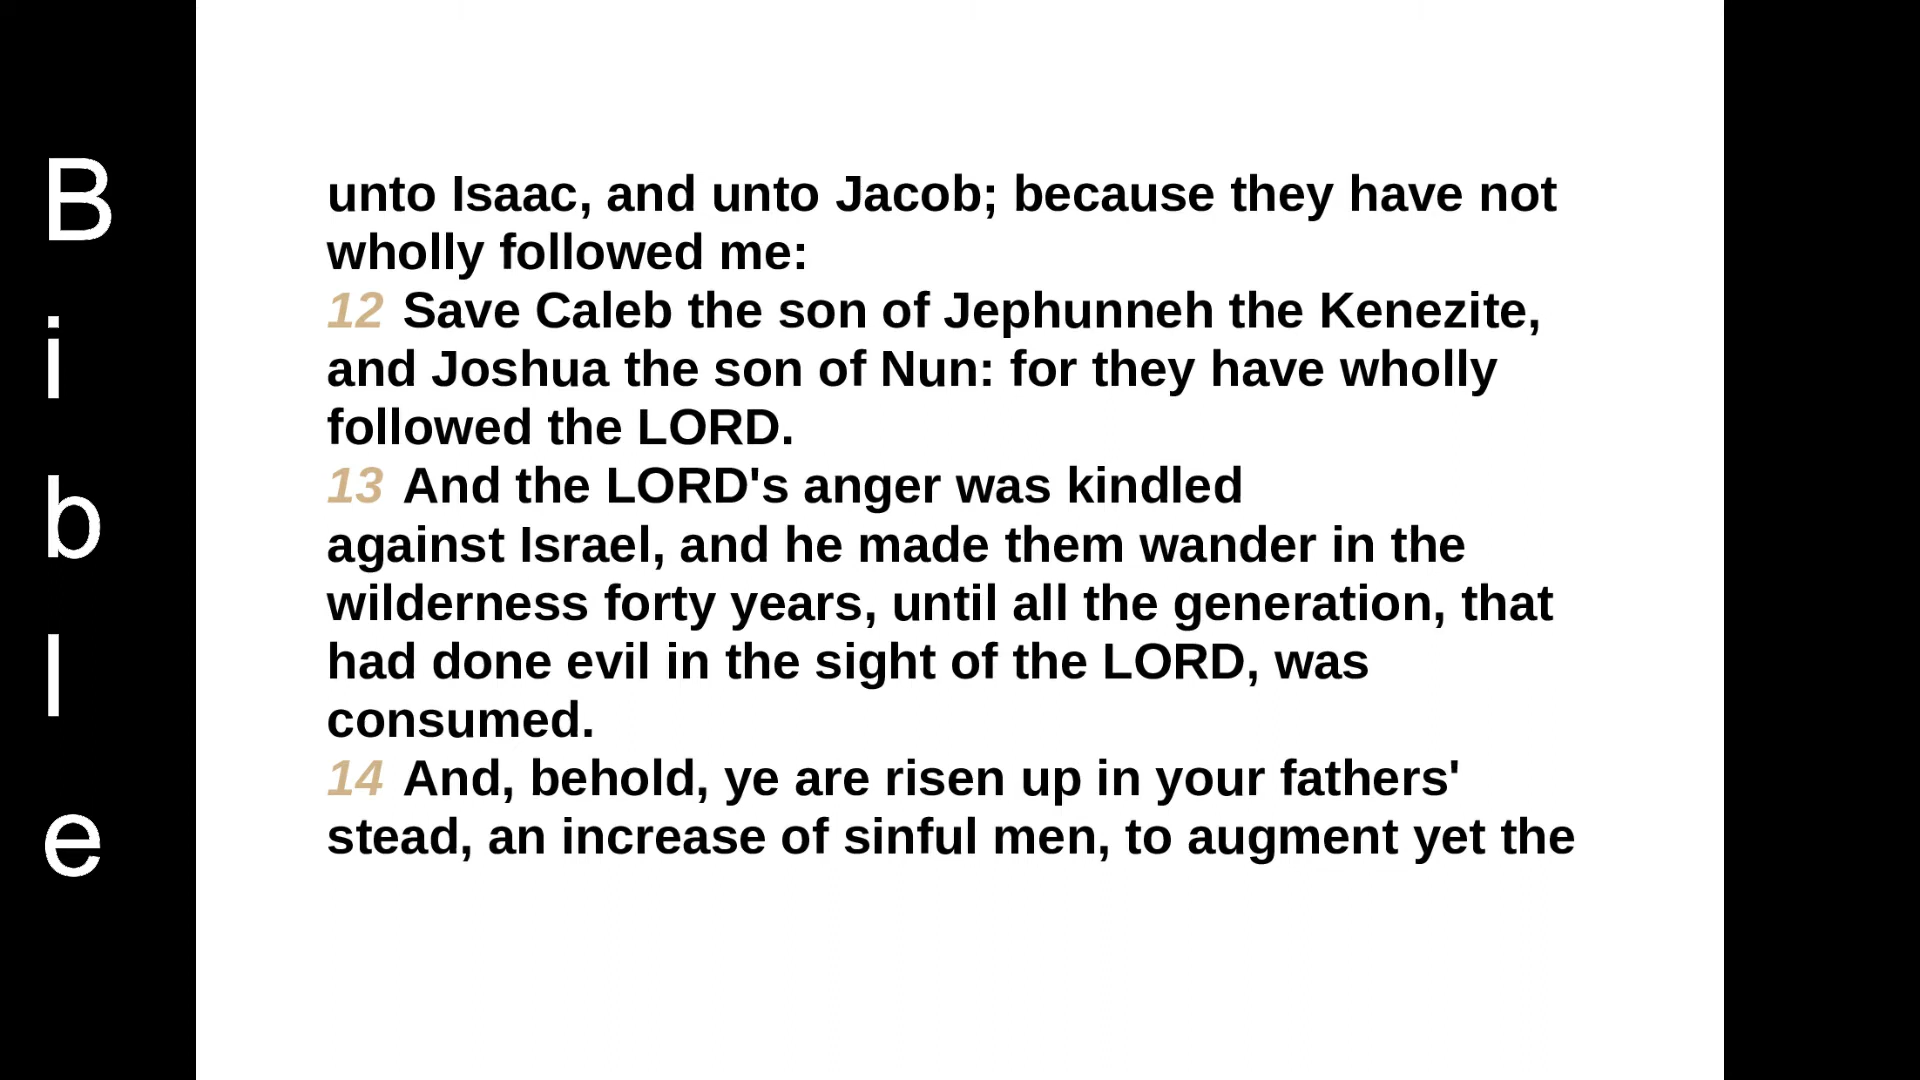 Bible
unto Isaac, and unto Jacob; because they have not
wholly followed me:
12 Save Caleb the son of Jephunneh the Kenezite,
and Joshua the son of Nun: for they have wholly
followed the LORD.
13 And the LORD's anger was kindled
against Israel, and he made them wander in the
wilderness forty years, until all the generation, that
had done evil in the sight of the LORD, was
consumed.
14 And, behold, ye are risen up in your fathers'
stead, an increase of sinful men, to augment yet the